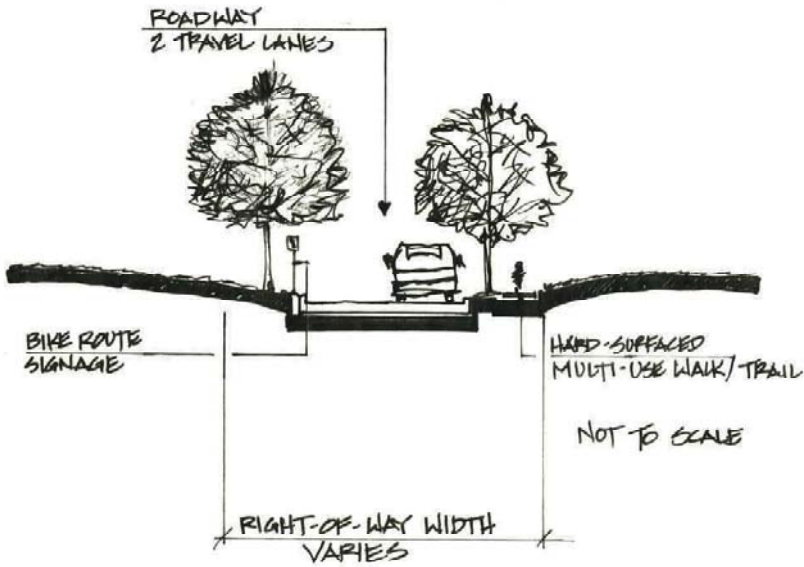 ROADWAY
2 TRAVEL LANES
BIKE ROUTE
SIGNAGE
HARD-SURFACED
MULTI-USE WALK/TRAIL
NOT TO SCALE
RIGHT-OF-WAY WIDTH
VARIES